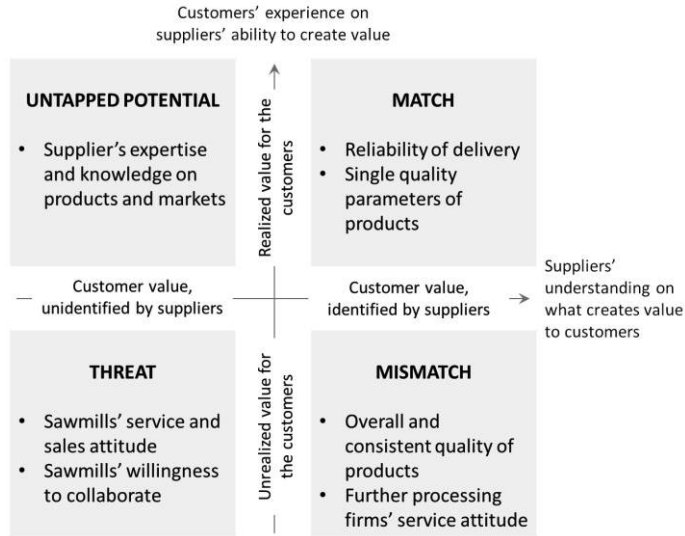 Customers' experience on
suppliers' ability to create value
UNTAPPED POTENTIAL
• Supplier's expertise
and knowledge on
products and markets
Realized value for the
customers
MATCH
• Reliability of delivery
• Single quality
parameters of
products
Customer value,
unidentified by suppliers
Customer value,
identified by suppliers
Suppliers'
understanding on
what creates value
to customers
THREAT
• Sawmills' service and
sales attitude
• Sawmills' willingness
to collaborate
Unrealized value for
the customers
MISMATCH
• Overall and
consistent quality of
products
• Further processing
firms' service attitude